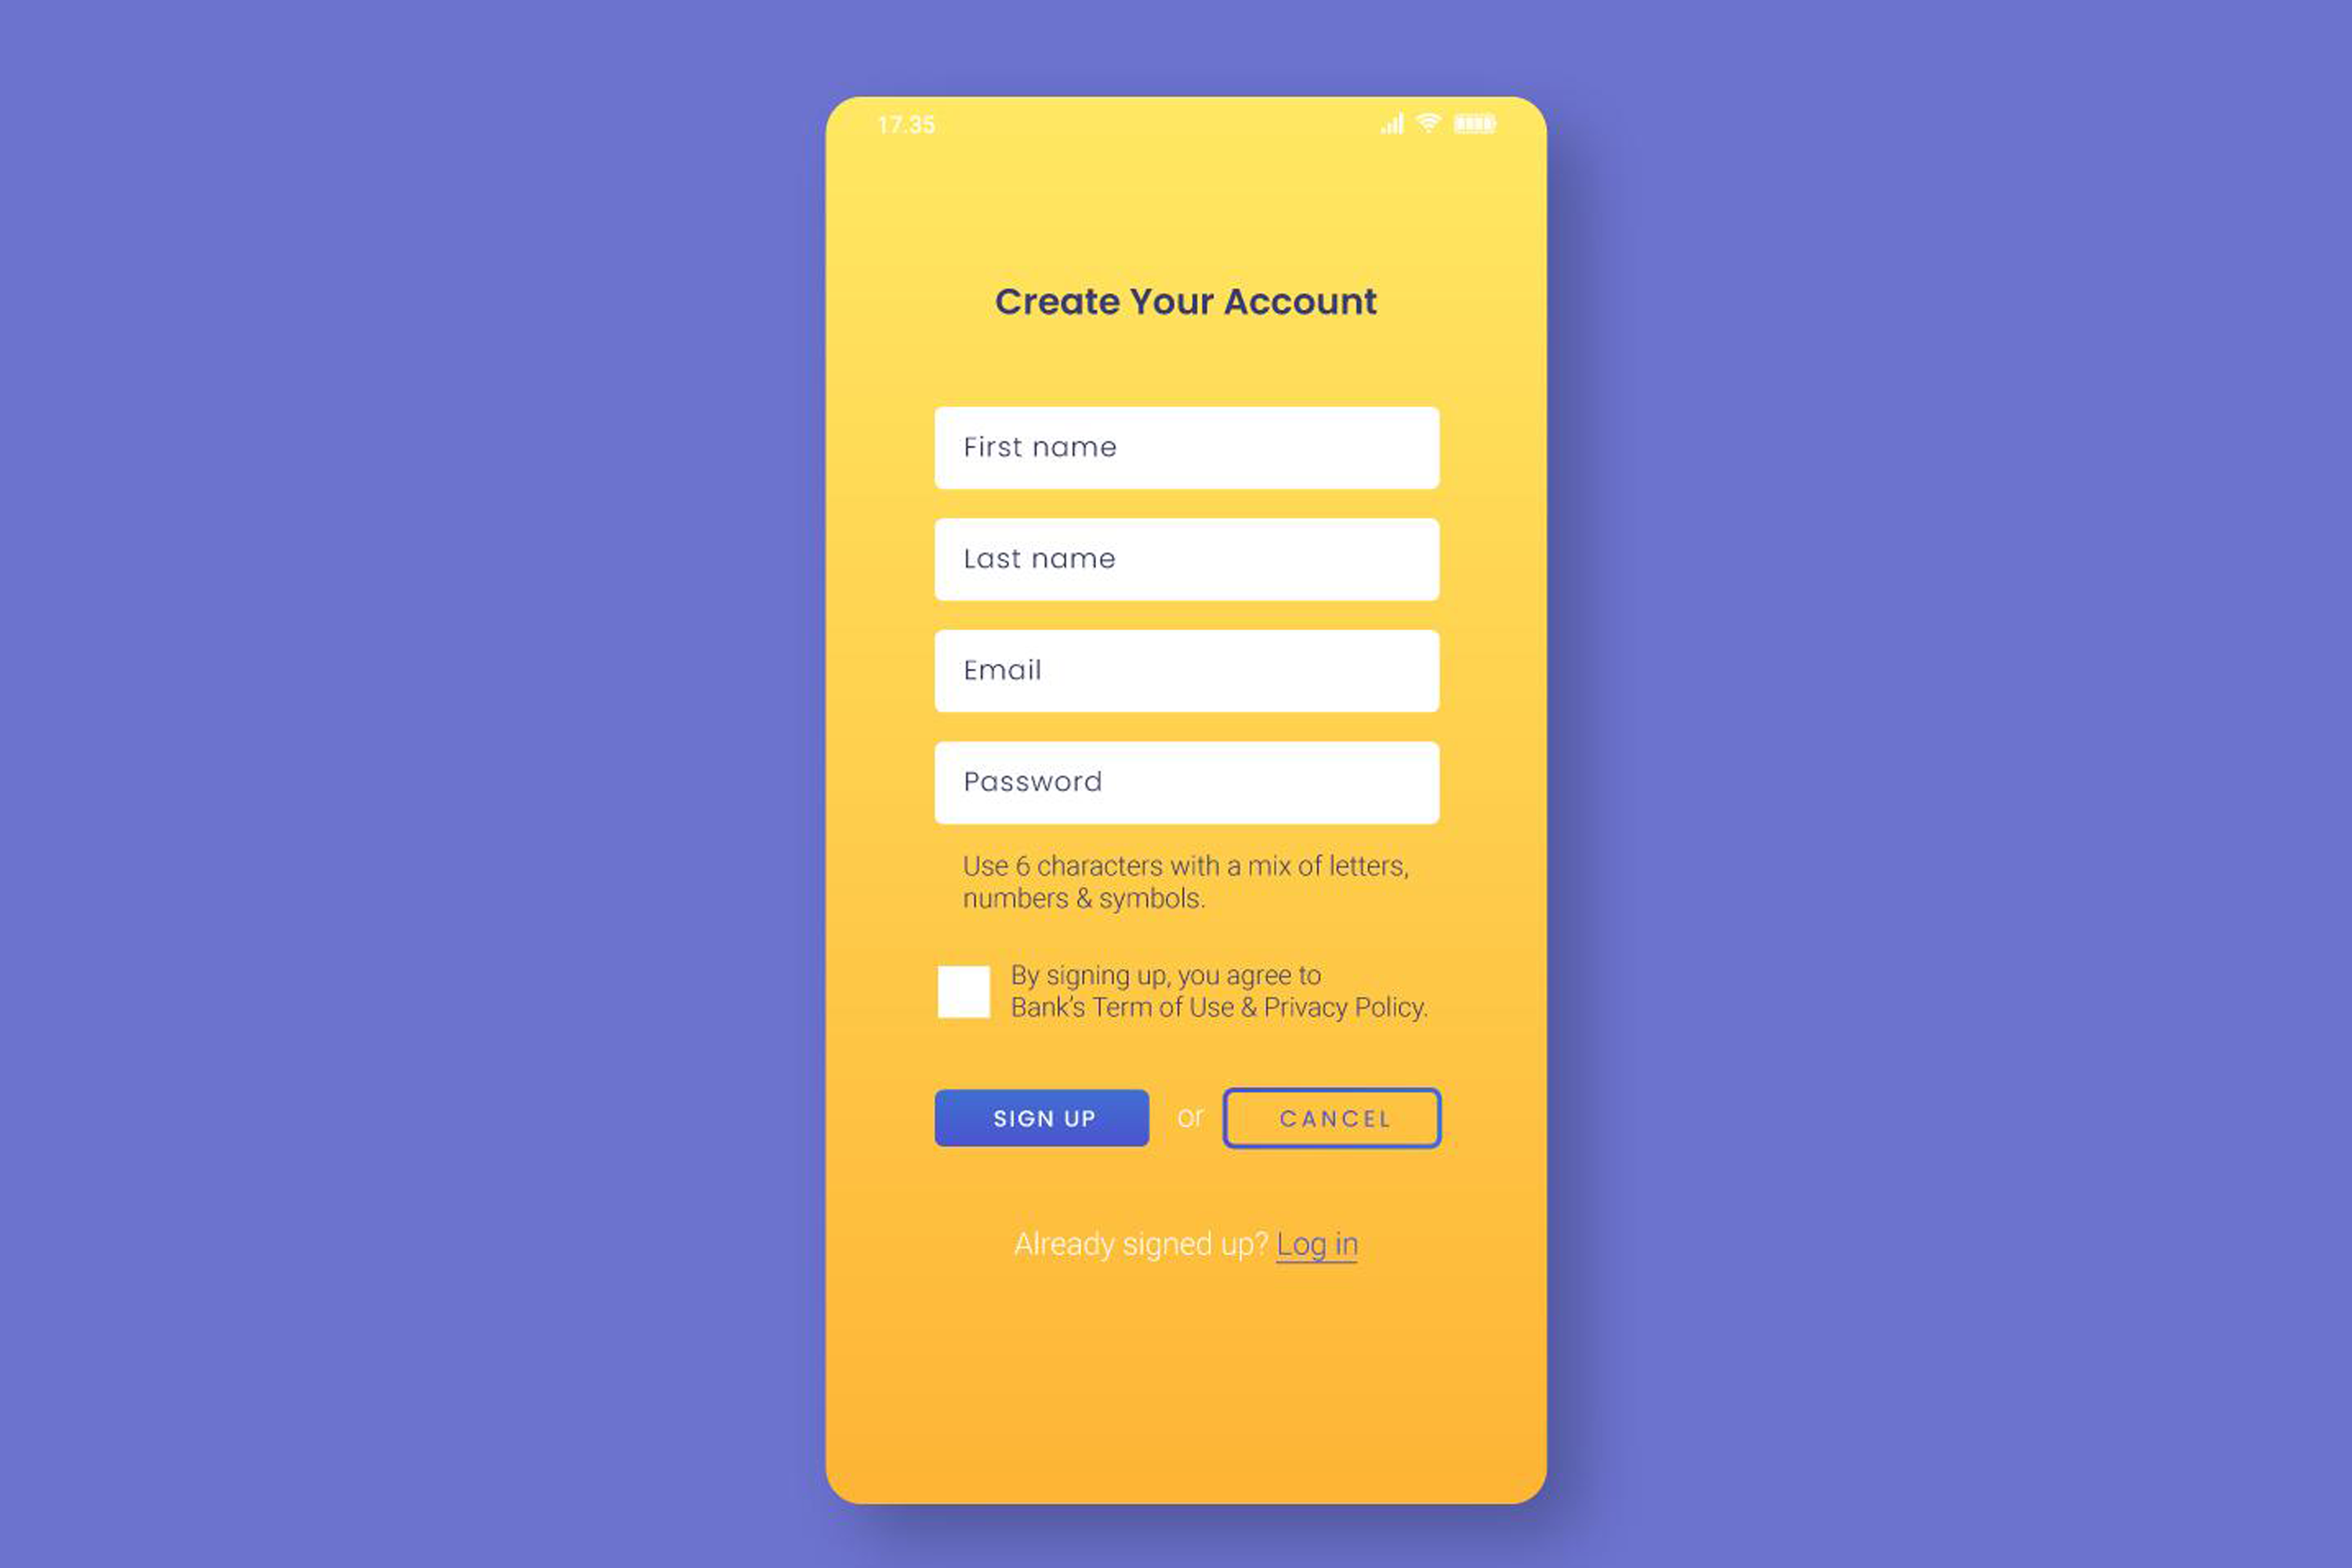 17.35
Create Your Account
First name
Last name
Email
Password
Use 6 characters with a mix of letters,
numbers & symbols.
By signing up, you agree to
Bank's Term of Use & Privacy Policy.
SIGN UP or CANCEL
Already signed up? Log in